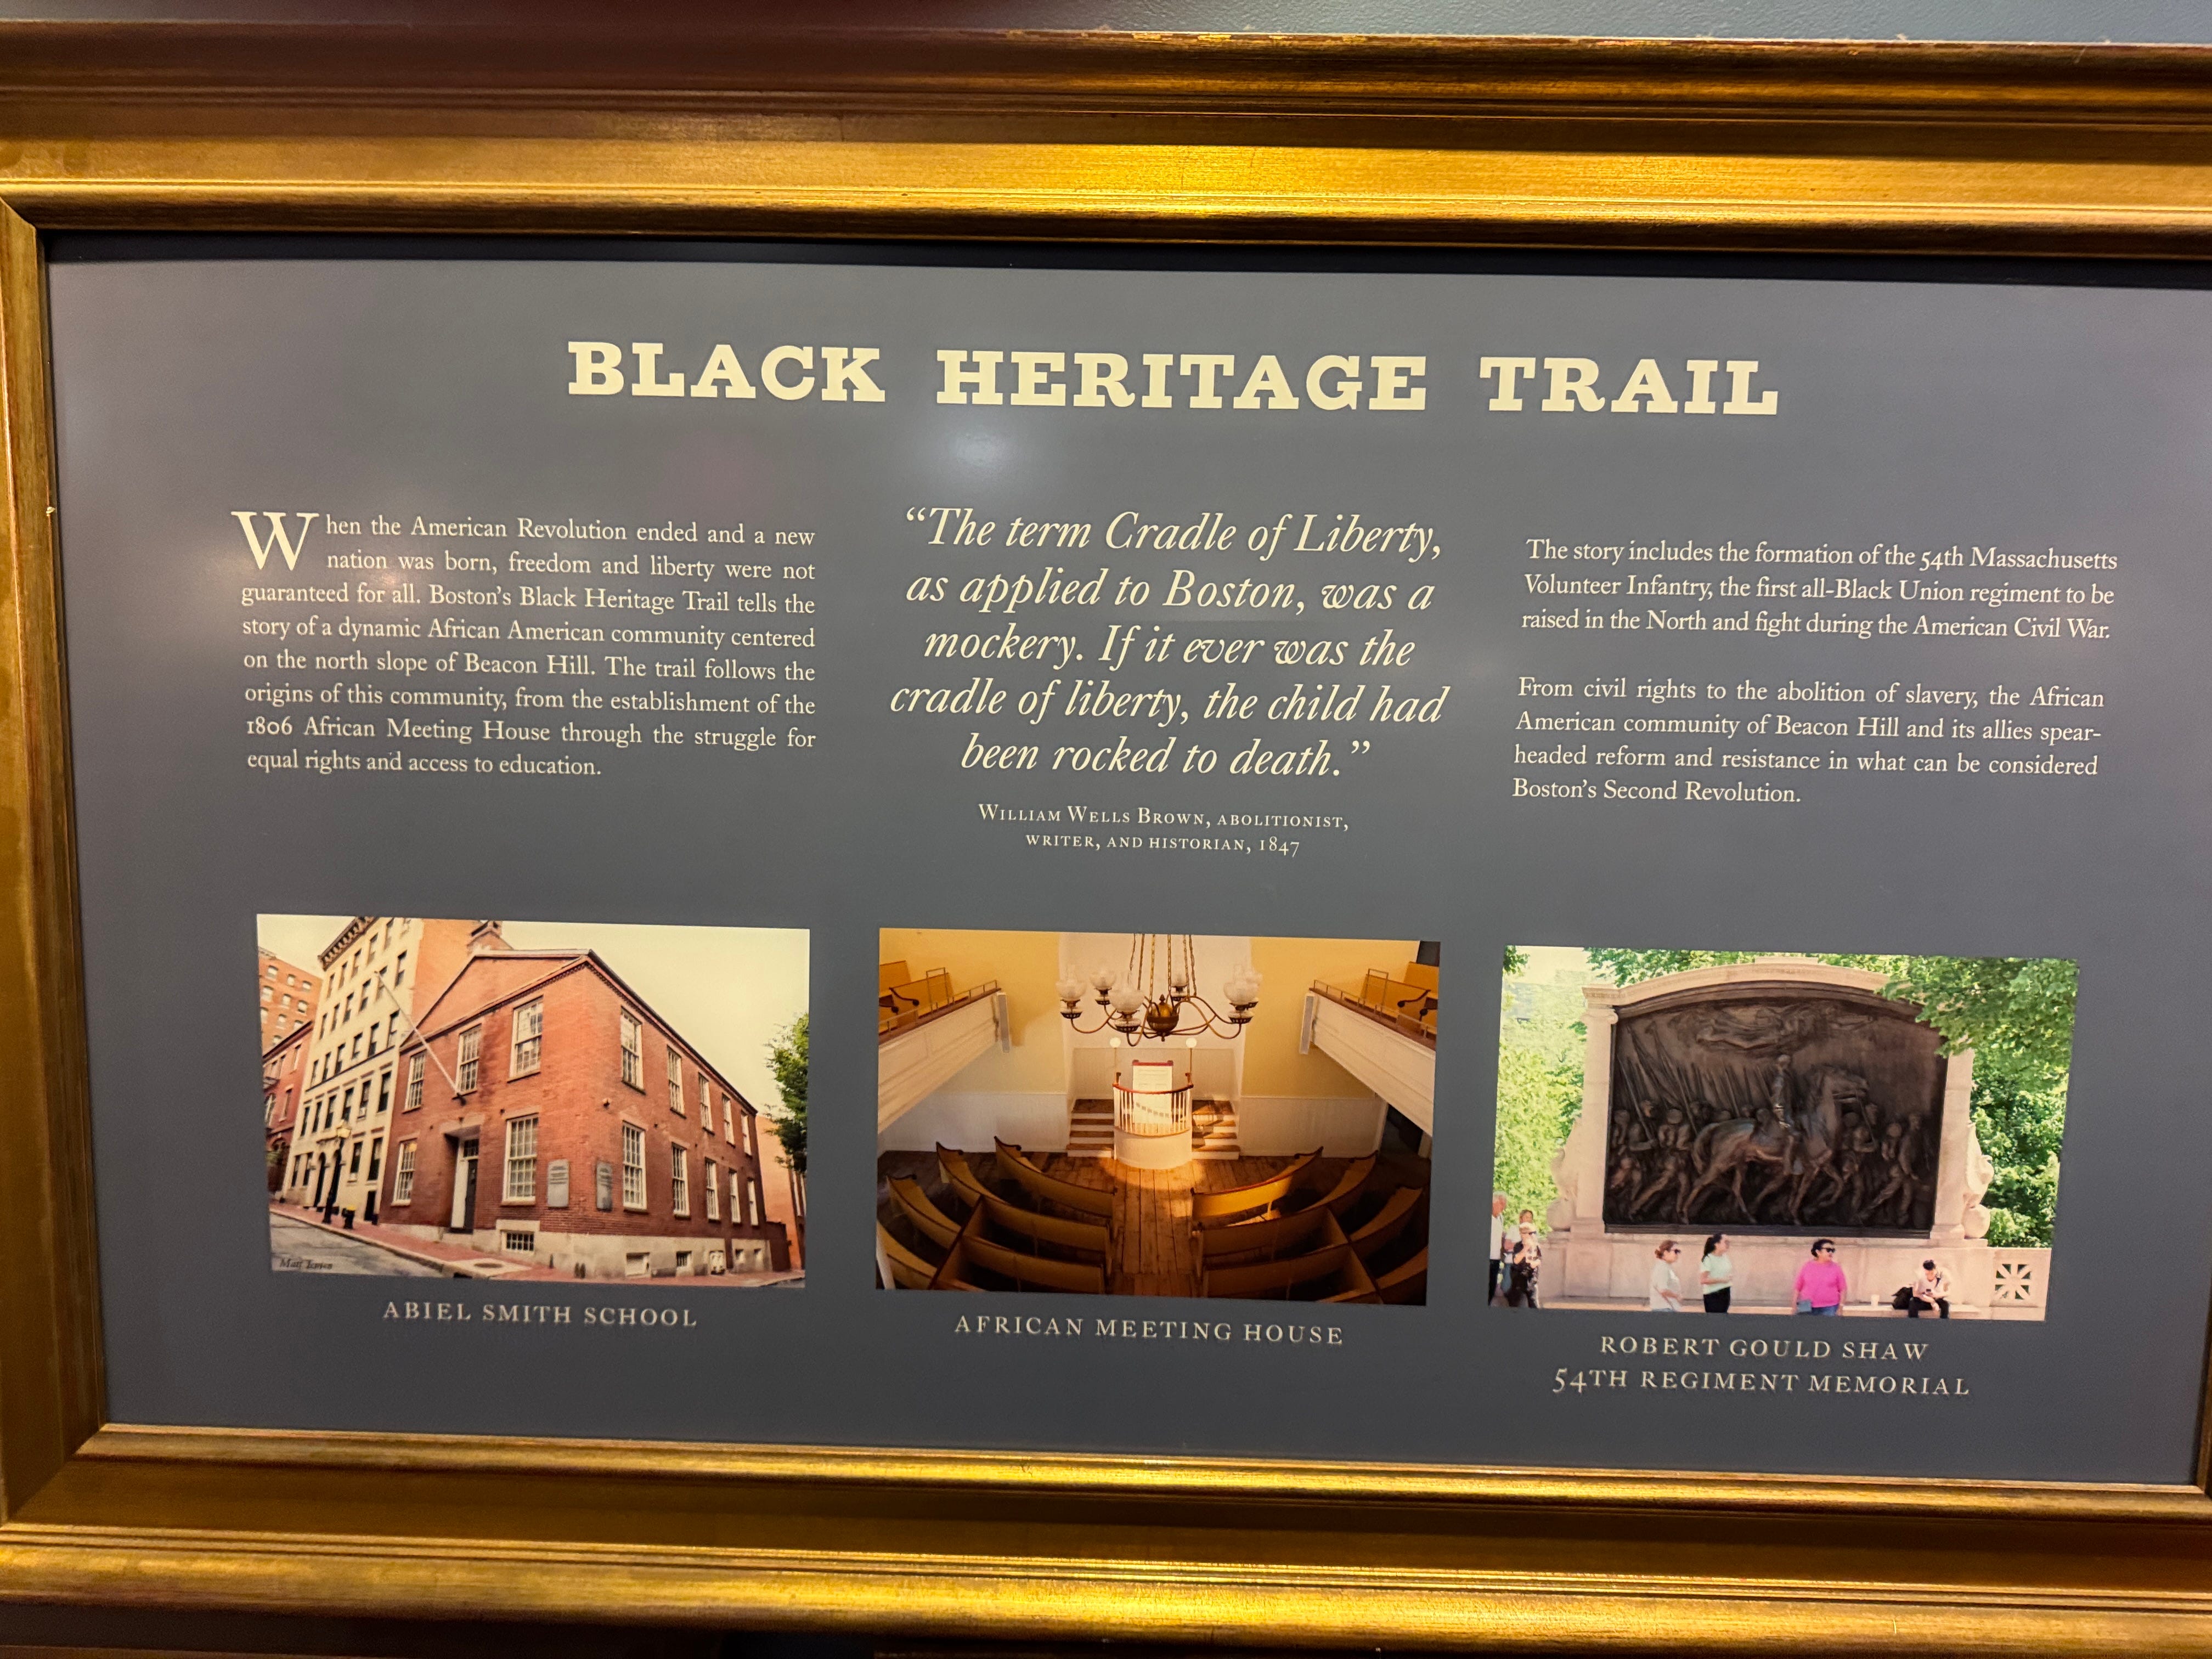 BLACK HERITAGE TRAIL
When the American Revolution ended and a new
nation was born, freedom and liberty were not
guaranteed for all. Boston's Black Heritage Trail tells the
story of a dynamic African American community centered
on the north slope of Beacon Hill. The trail follows the
origins of this community, from the establishment of the
1806 African Meeting House through the struggle for
equal rights and access to education.
“The term Cradle of Liberty,
as applied to Boston, was a
mockery. If it ever was the
cradle of liberty, the child had
been rocked to death.”
WILLIAM WELLS BROWN, ABOLITIONIST,
WRITER, AND HISTORIAN, 1847
The story includes the formation of the 54th Massachusetts
Volunteer Infantry, the first all-Black Union regiment to be
raised in the North and fight during the American Civil War.
From civil rights to the abolition of slavery, the African
American community of Beacon Hill and its allies spear-
headed reform and resistance in what can be considered
Boston's Second Revolution.
ABIEL SMITH SCHOOL
AFRICAN MEETING HOUSE
ROBERT GOULD SHAW
54TH REGIMENT MEMORIAL